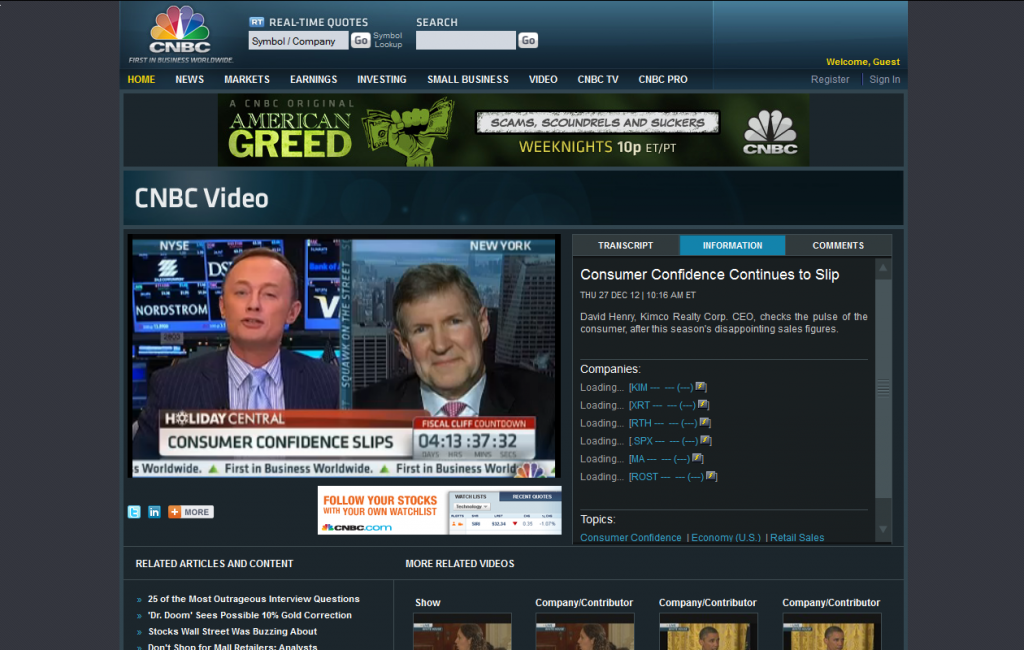 CNBC
FIRST IN BUSINESS WORLDWIDE.
RT REAL-TIME QUOTES
Symbol / Company
Go
Symbol
Lookup
SEARCH
Go
Welcome, Guest
HOME NEWS MARKETS EARNINGS INVESTING SMALL BUSINESS VIDEO CNBC TV CNBC PRO
Register | Sign In
A CNBC ORIGINAL
AMERICAN
GREED
SCAMS, SCOUNDRELS AND SUCKERS
WEEKNIGHTS 10p ET/PT
CNBC
CNBC Video
NYSE
NEW YORK
NORDSTROM
SQUAWK ON THE STREET
HOLIDAY CENTRAL
CONSUMER CONFIDENCE SLIPS
FISCAL CLIFF COUNTDOWN
04:13:37:32
DAYS HRS MINS SECS
s Worldwide. First in Business Worldwide. First in Business World
TRANSCRIPT INFORMATION COMMENTS
Consumer Confidence Continues to Slip
THU 27 DEC 12 | 10:16 AM ET
David Henry, Kimco Realty Corp. CEO, checks the pulse of the
consumer, after this season's disappointing sales figures.
Companies:
Loading... [KIM --- --- (---) ]
Loading... [XRT --- --- (---) ]
Loading... [RTH --- --- (---) ]
Loading... [.SPX --- --- (---) ]
Loading... [MA --- --- (---) ]
Loading... [ROST --- --- (---) ]
Topics:
Consumer Confidence | Economy (U.S.) | Retail Sales
in
MORE
FOLLOW YOUR STOCKS
WITH YOUR OWN WATCHLIST
CNBC.com
WATCH LISTS
RECENT QUOTES
Technology
RELATED ARTICLES AND CONTENT
25 of the Most Outrageous Interview Questions
'Dr. Doom' Sees Possible 10% Gold Correction
Stocks Wall Street Was Buzzing About
Don't Shop for Mall Retailers: Analysts
MORE RELATED VIDEOS
Show
Company/Contributor
Company/Contributor
Company/Contributor